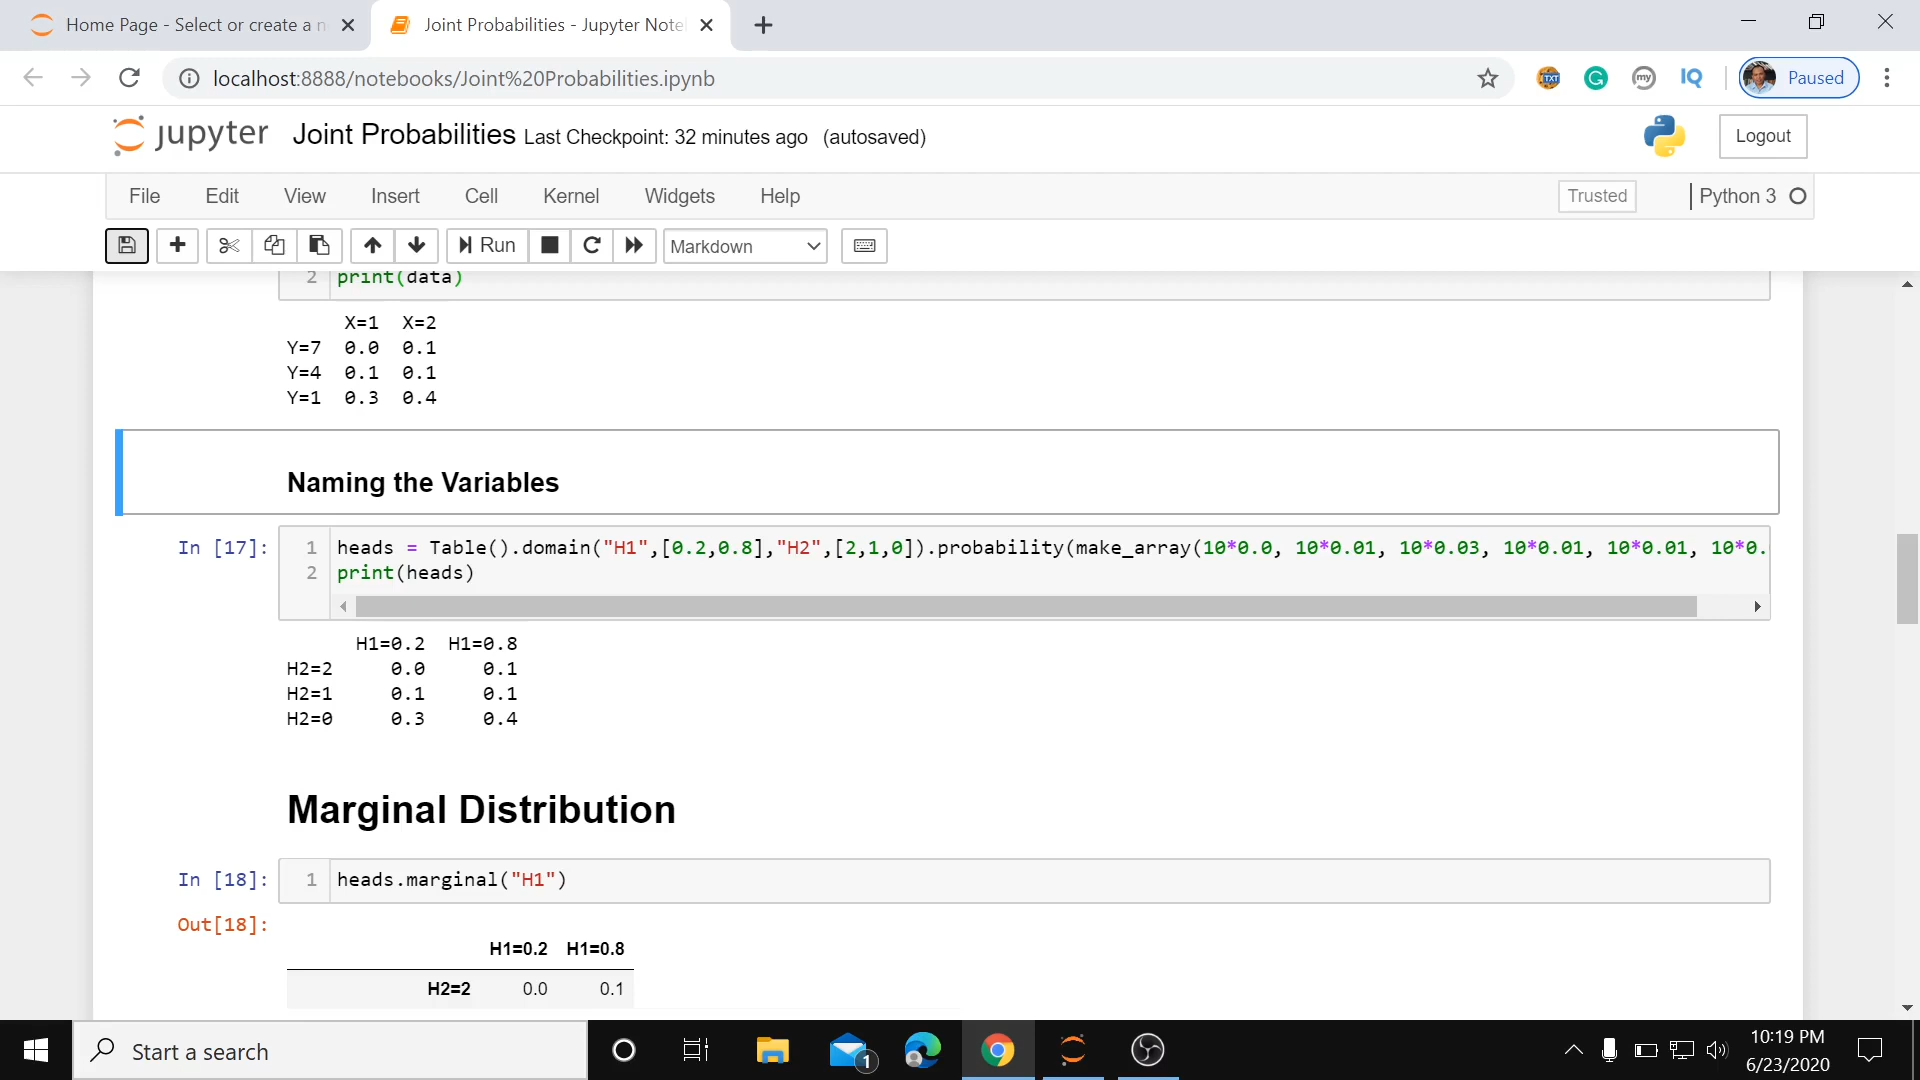 Home Page - Select or create a n
Joint Probabilities - Jupyter Note
localhost:8888/notebooks/Joint%20Probabilities.ipynb
TXT
G
my
IQ
Paused
jupyter Joint Probabilities Last Checkpoint: 32 minutes ago (autosaved)
Logout
File Edit View Insert Cell Kernel Widgets Help
Trusted
Python 3
Run
Markdown
2 print(data)
X=1 X=2
Y=7 0.0 0.1
Y=4 0.1 0.1
Y=1 0.3 0.4
Naming the Variables
In [17]:
1 heads = Table().domain("H1",[0.2,0.8],"H2",[2,1,0]).probability(make_array(10*0.0, 10*0.01, 10*0.03, 10*0.01, 10*0.01, 10*0.
2 print(heads)
H1=0.2 H1=0.8
H2=2 0.0 0.1
H2=1 0.1 0.1
H2=0 0.3 0.4
Marginal Distribution
In [18]:
1 heads.marginal("H1")
Out[18]:
H1=0.2 H1=0.8
H2=2 0.0 0.1
Start a search
1
10:19 PM
6/23/2020